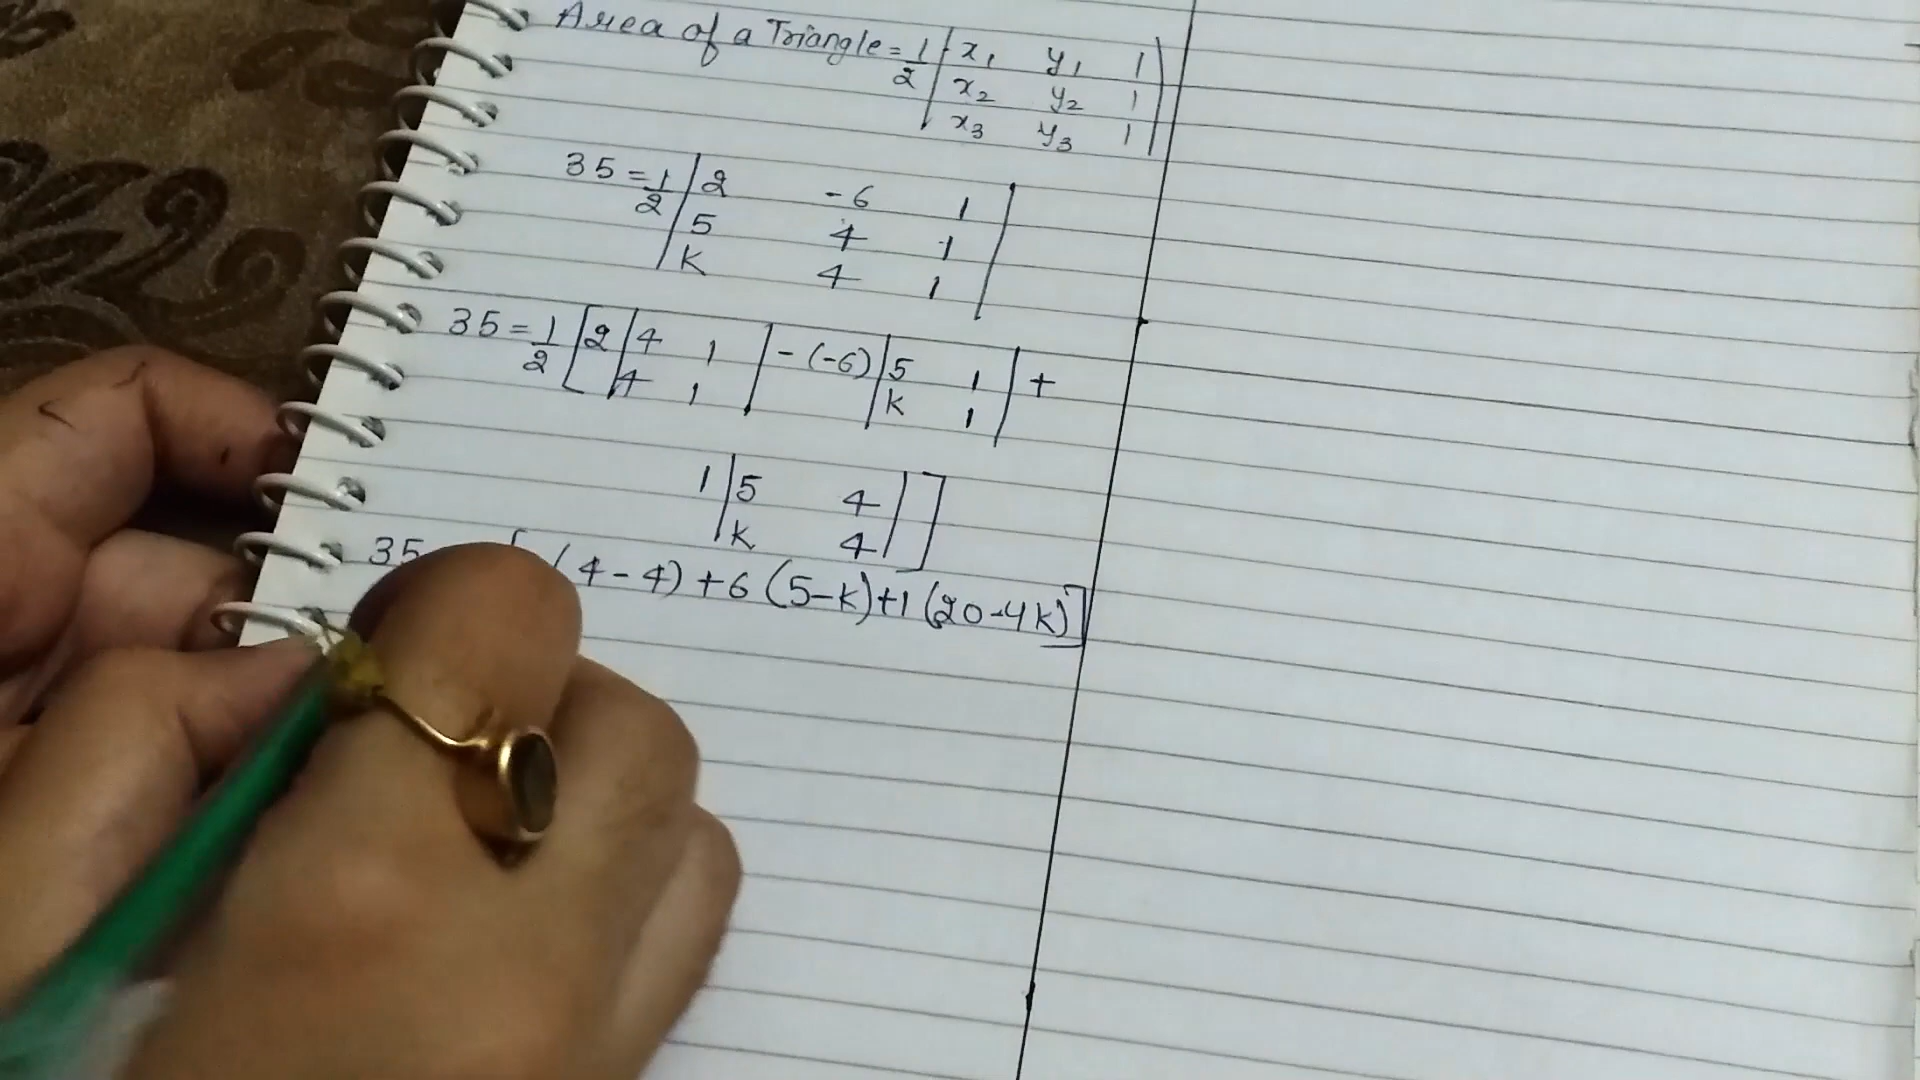 Area of a Triangle = 1/2 | x₁ y₁ 1 |
| x₂ y₂ 1 |
| x₃ y₃ 1 |
35 = 1/2 | 2 -6 1 |
| 5 4 1 |
| k 4 1 |
35 = 1/2 [ 2 | 4 1 | - (-6) | 5 1 | +
| 4 1 | | k 1 |
1 | 5 4 | ]
| k 4 |
35 [ (4-4) +6 (5-k)+1 (20-4k)]